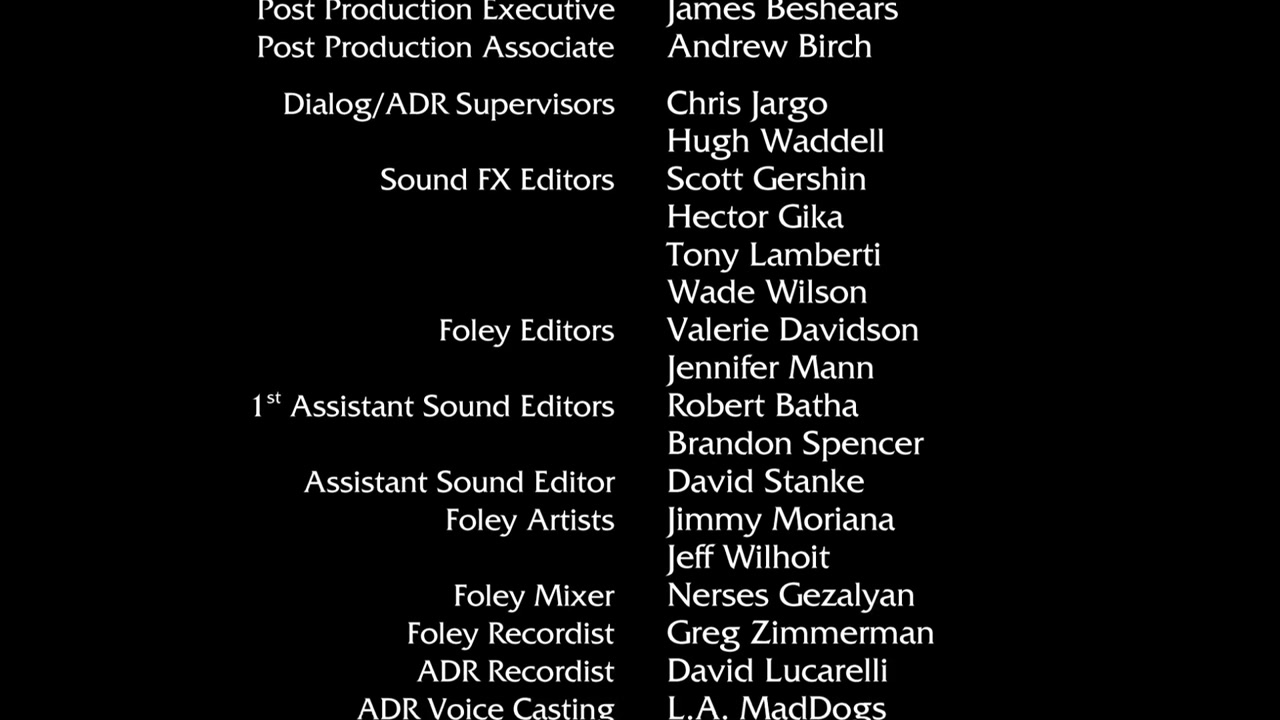 Post Production Executive James Beshears
Post Production Associate Andrew Birch
Dialog/ADR Supervisors Chris Jargo
Hugh Waddell
Sound FX Editors Scott Gershin
Hector Gika
Tony Lamberti
Wade Wilson
Foley Editors Valerie Davidson
Jennifer Mann
1st Assistant Sound Editors Robert Batha
Brandon Spencer
Assistant Sound Editor David Stanke
Foley Artists Jimmy Moriana
Jeff Wilhoit
Foley Mixer Nerses Gezalyan
Foley Recordist Greg Zimmerman
ADR Recordist David Lucarelli
ADR Voice Casting L.A. MadDogs